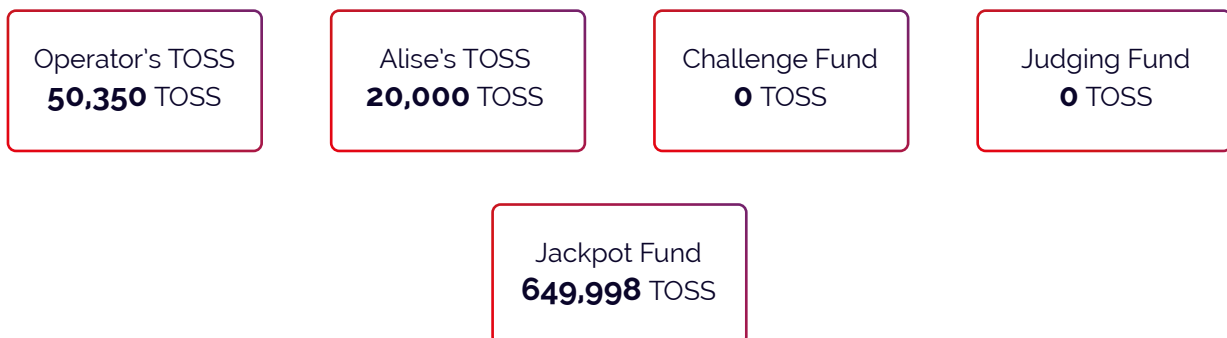 Operator’s TOSS
50,350 TOSS
Alise’s TOSS
20,000 TOSS
Challenge Fund
0 TOSS
Judging Fund
0 TOSS
Jackpot Fund
649,998 TOSS